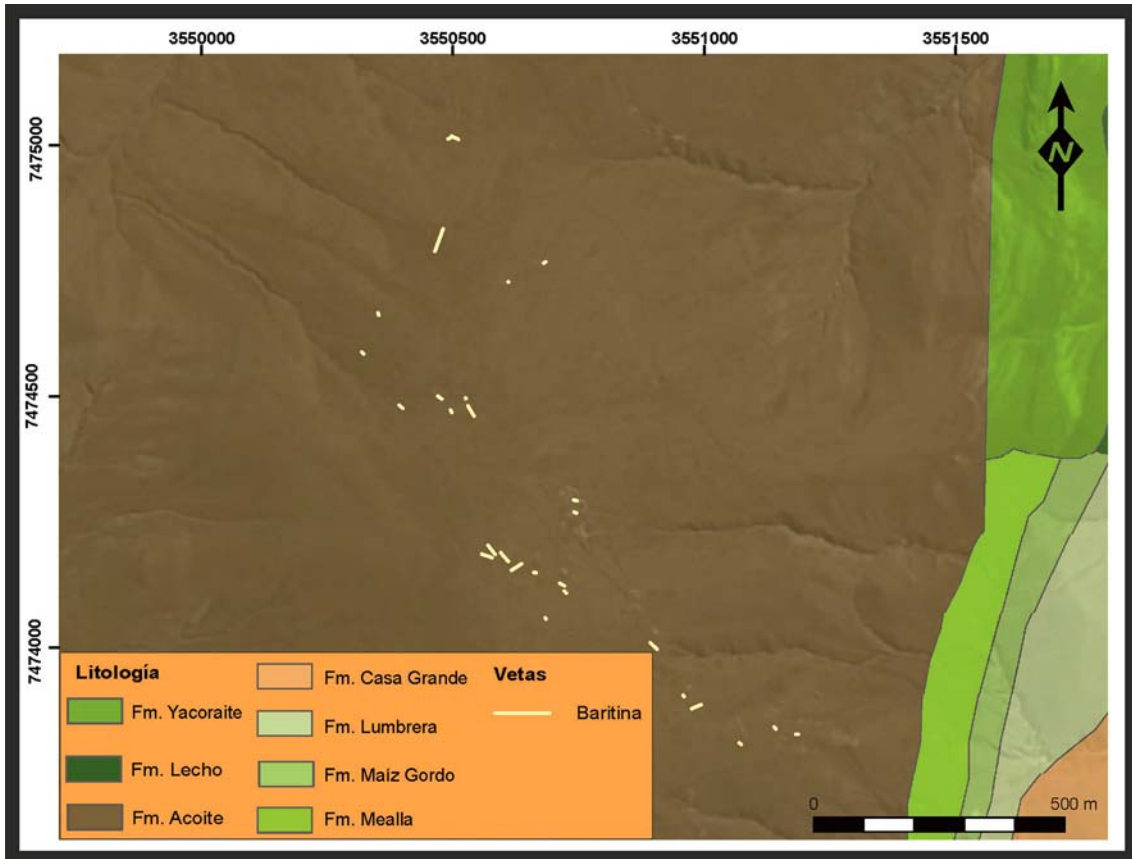 3550000 3550500 3551000 3551500
7475000
7474500
7474000
N
Litología
Fm. Yacoraite
Fm. Lecho
Fm. Acoite
Fm. Casa Grande
Fm. Lumbrera
Fm. Maíz Gordo
Fm. Mealla
Vetas
Baritina
0 500 m